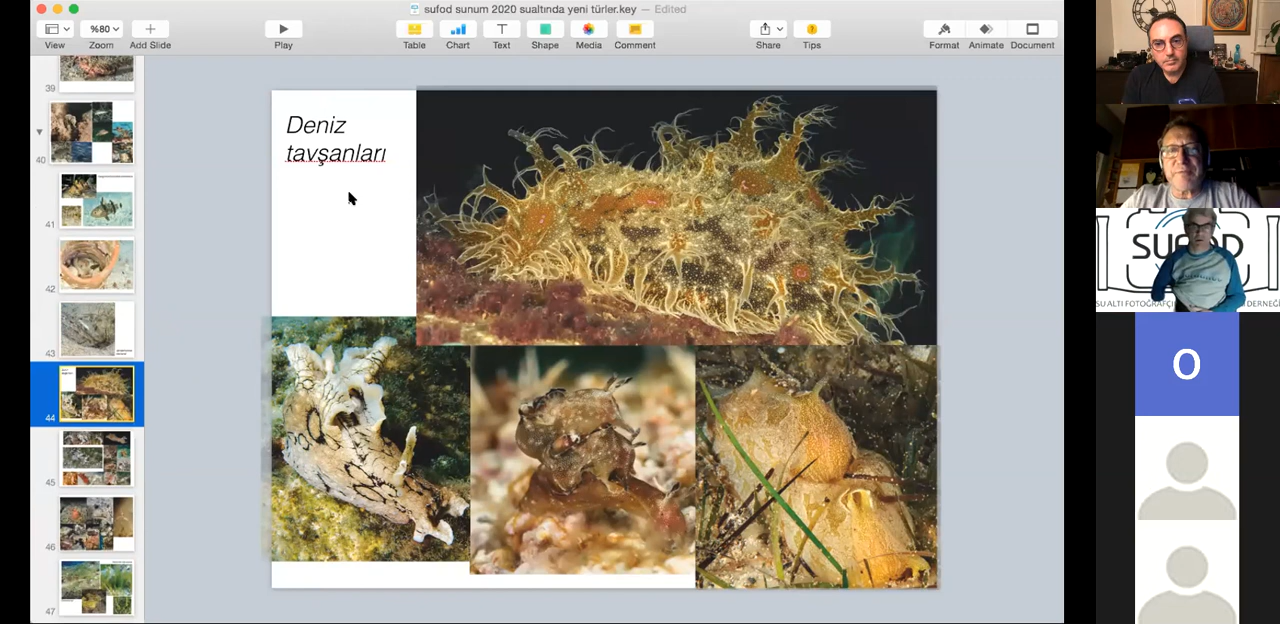 sufod sunum 2020 sualtında yeni türler.key — Edited
%80
View
Zoom
Add Slide
Play
Table
Chart
Text
Shape
Media
Comment
Share
Tips
Format
Animate
Document
39
40
41
42
43
44
45
46
47
Deniz
tavşanları
SUFOD
SU ALTI FOTOĞRAFÇI
DERNEĞİ
O